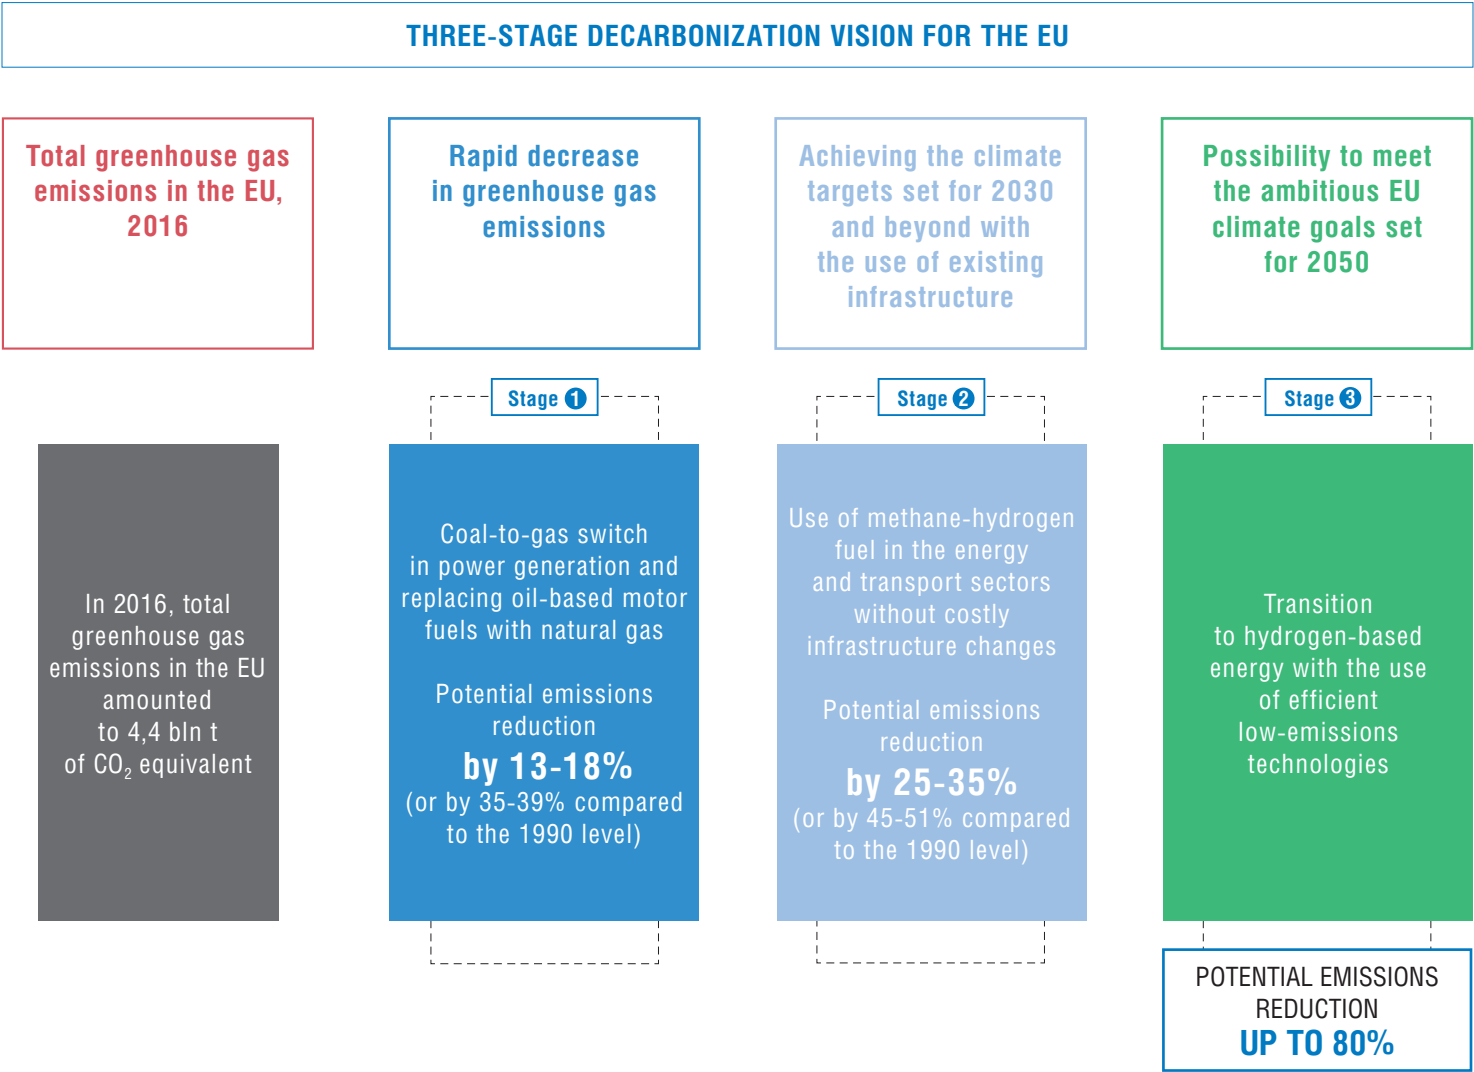 THREE-STAGE DECARBONIZATION VISION FOR THE EU
Total greenhouse gas
emissions in the EU,
2016
In 2016, total
greenhouse gas
emissions in the EU
amounted
to 4,4 bln t
of CO₂ equivalent
Rapid decrease
in greenhouse gas
emissions
Stage 1
Coal-to-gas switch
in power generation and
replacing oil-based motor
fuels with natural gas
Potential emissions
reduction
by 13-18%
(or by 35-39% compared
to the 1990 level)
Achieving the climate
targets set for 2030
and beyond with
the use of existing
infrastructure
Stage 2
Use of methane-hydrogen
fuel in the energy
and transport sectors
without costly
infrastructure changes
Potential emissions
reduction
by 25-35%
(or by 45-51% compared
to the 1990 level)
Possibility to meet
the ambitious EU
climate goals set
for 2050
Stage 3
Transition
to hydrogen-based
energy with the use
of efficient
low-emissions
technologies
POTENTIAL EMISSIONS
REDUCTION
UP TO 80%